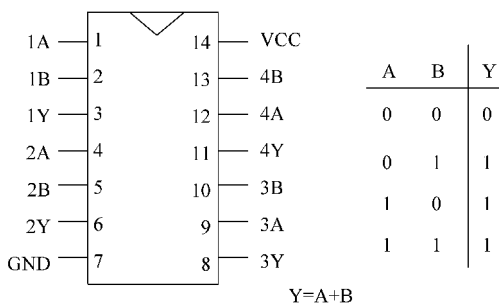 1A 1 14 VCC
1B 2 13 4B
1Y 3 12 4A
2A 4 11 4Y
2B 5 10 3B
2Y 6 9 3A
GND 7 8 3Y
A B Y
0 0 0
0 1 1
1 0 1
1 1 1
Y=A+B